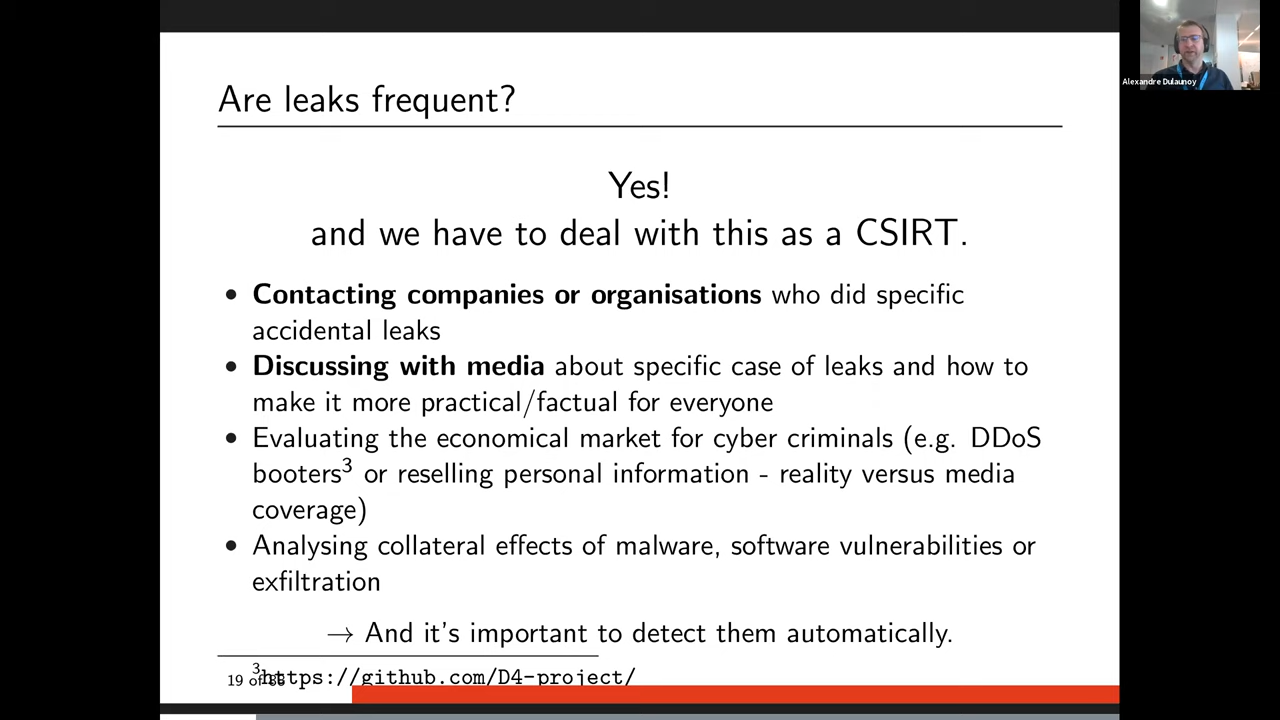 Alexandre Dulaunoy
Are leaks frequent?
Yes!
and we have to deal with this as a CSIRT.
• Contacting companies or organisations who did specific
accidental leaks
• Discussing with media about specific case of leaks and how to
make it more practical/factual for everyone
• Evaluating the economical market for cyber criminals (e.g. DDoS
booters³ or reselling personal information - reality versus media
coverage)
• Analysing collateral effects of malware, software vulnerabilities or
exfiltration
→ And it's important to detect them automatically.
³https://github.com/D4-project/
19 of